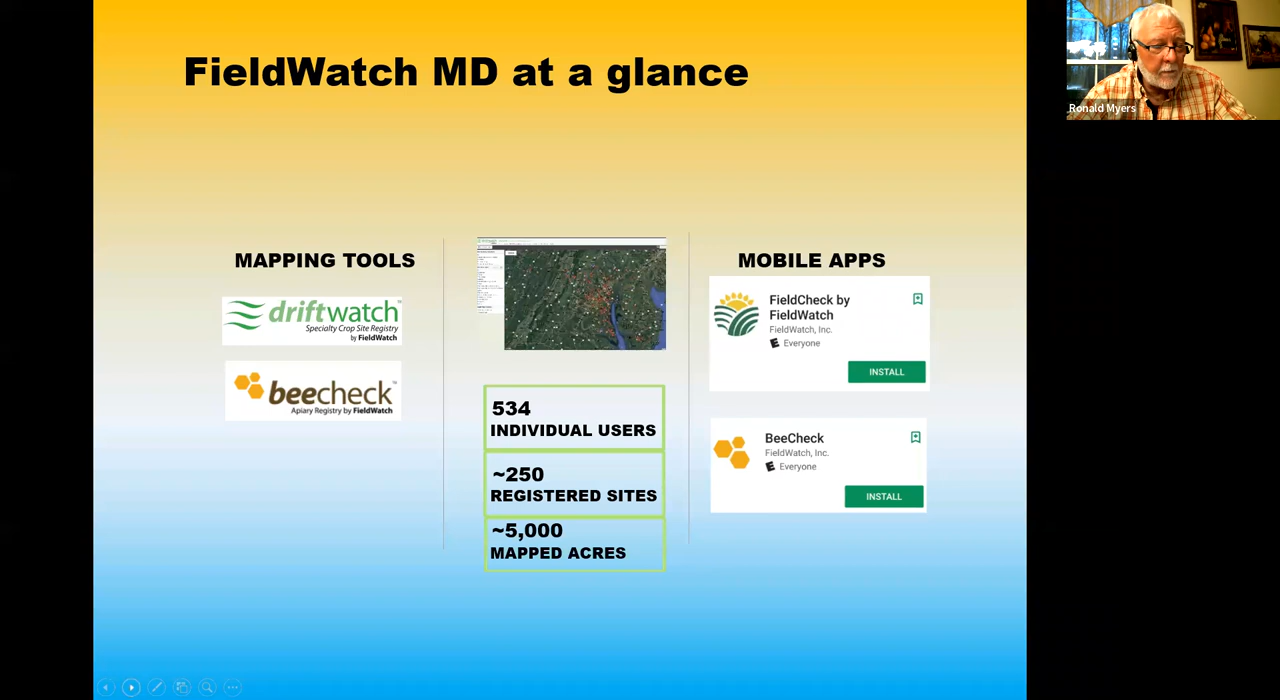 FieldWatch MD at a glance
Ronald Myers
MAPPING TOOLS
driftwatch™
Specialty Crop Site Registry
by FieldWatch
beecheck™
Apiary Registry by FieldWatch
534
INDIVIDUAL USERS
~250
REGISTERED SITES
~5,000
MAPPED ACRES
MOBILE APPS
FieldCheck by
FieldWatch
FieldWatch, Inc.
E Everyone
INSTALL
BeeCheck
FieldWatch, Inc.
E Everyone
INSTALL